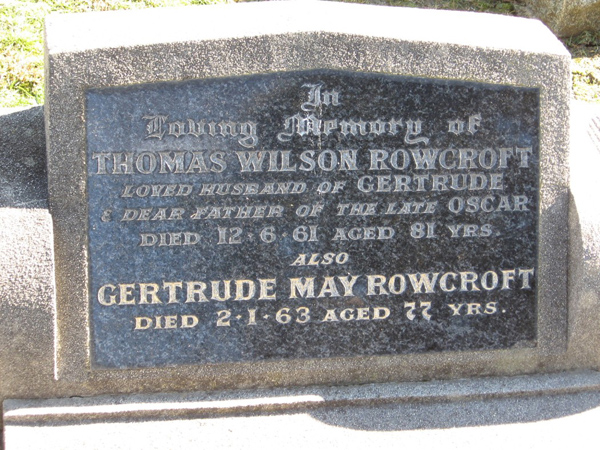 In
Loving Memory of
THOMAS WILSON ROWCROFT
LOVED HUSBAND OF GERTRUDE
& DEAR FATHER OF THE LATE OSCAR
DIED 12·6·61 AGED 81 YRS.
ALSO
GERTRUDE MAY ROWCROFT
DIED 2·1·63 AGED 77 YRS.